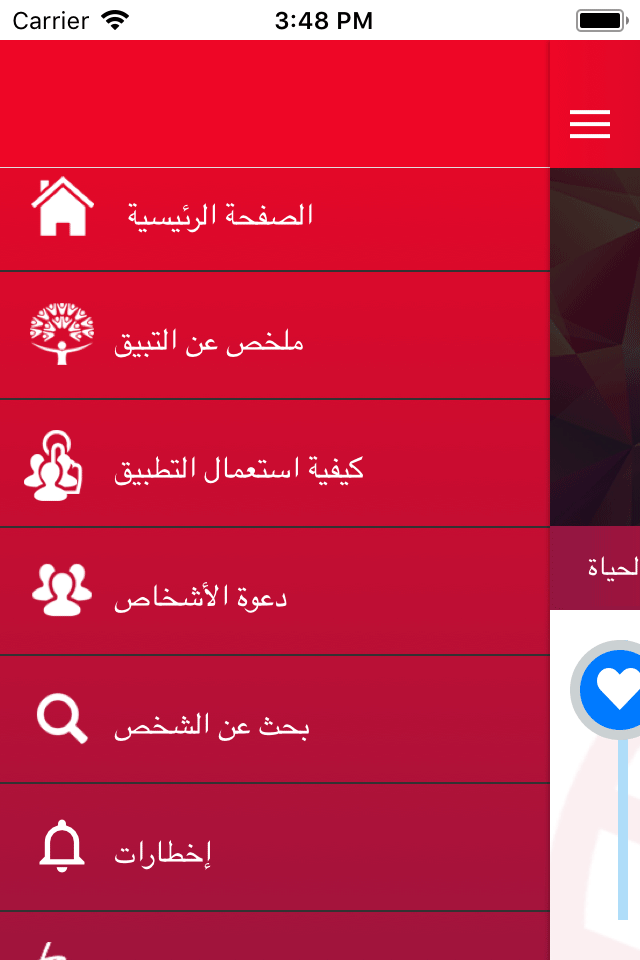 Carrier 3:48 PM
الصفحة الرئيسية
ملخص عن التبيق
كيفية استعمال التطبيق
دعوة الأشخاص
لحياة
بحث عن الشخص
إخطارات